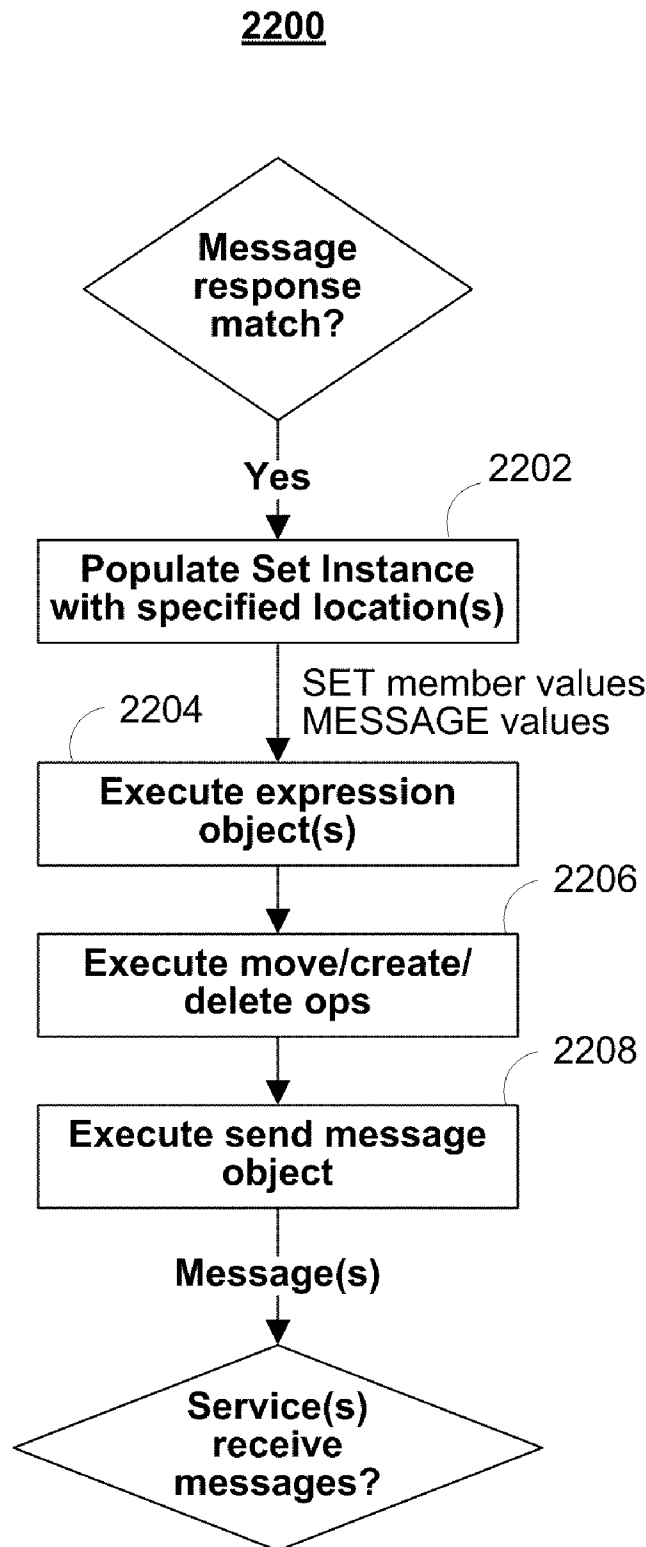 2200
Message
response
match?
Yes
2202
Populate Set Instance
with specified location(s)
SET member values
MESSAGE values
2204
Execute expression
object(s)
2206
Execute move/create/
delete ops
2208
Execute send message
object
Message(s)
Service(s)
receive
messages?